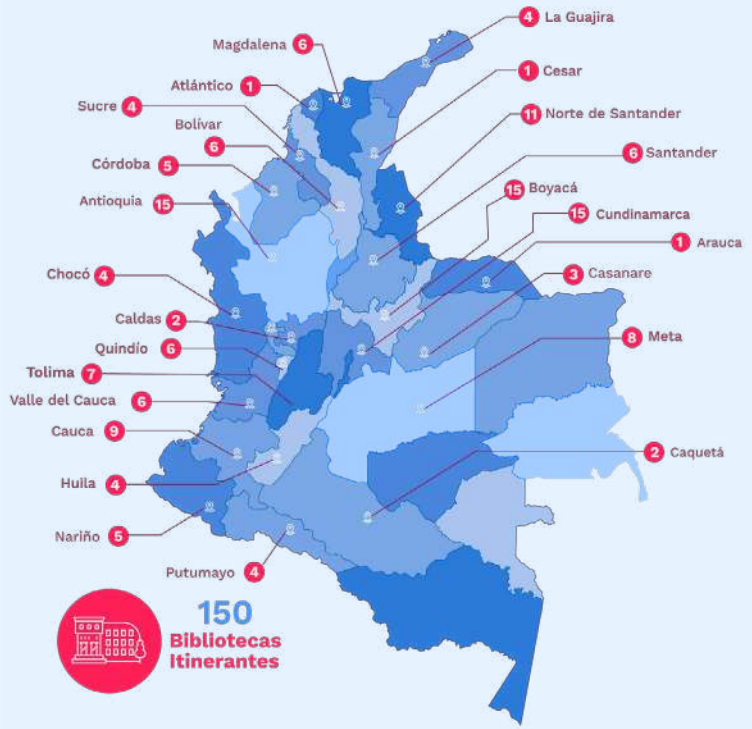 4 La Guajira
Magdalena 6
1 Cesar
Atlántico 1
Sucre 4
11 Norte de Santander
Bolívar
6
6 Santander
Córdoba 5
15 Boyacá
Antioquia 15
15 Cundinamarca
1 Arauca
Chocó 4
3 Casanare
Caldas 2
8 Meta
Quindío 6
Tolima 7
Valle del Cauca 6
Cauca 9
2 Caquetá
Huila 4
Nariño 5
Putumayo 4
150
Bibliotecas
Itinerantes